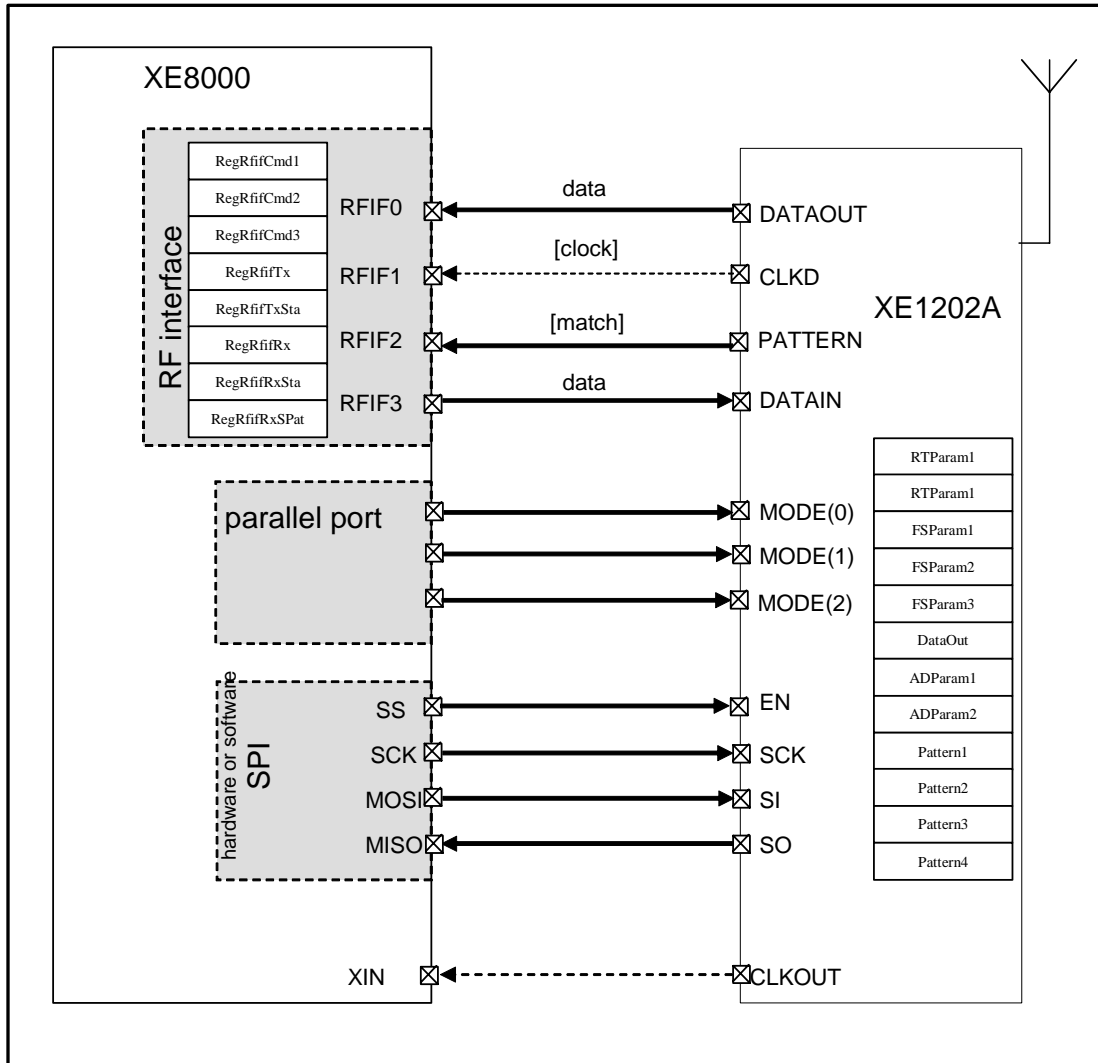 XE8000
RF interface
RegRfifCmd1
RegRfifCmd2
RegRfifCmd3
RegRfifTx
RegRfifTxSta
RegRfifRx
RegRfifRxSta
RegRfifRxSPat
RFIF0
RFIF1
RFIF2
RFIF3
data
[clock]
[match]
data
DATAOUT
CLKD
PATTERN
DATAIN
XE1202A
parallel port
MODE(0)
MODE(1)
MODE(2)
hardware or software
SPI
SS
SCK
MOSI
MISO
EN
SCK
SI
SO
RTParam1
RTParam1
FSParam1
FSParam2
FSParam3
DataOut
ADParam1
ADParam2
Pattern1
Pattern2
Pattern3
Pattern4
XIN
CLKOUT